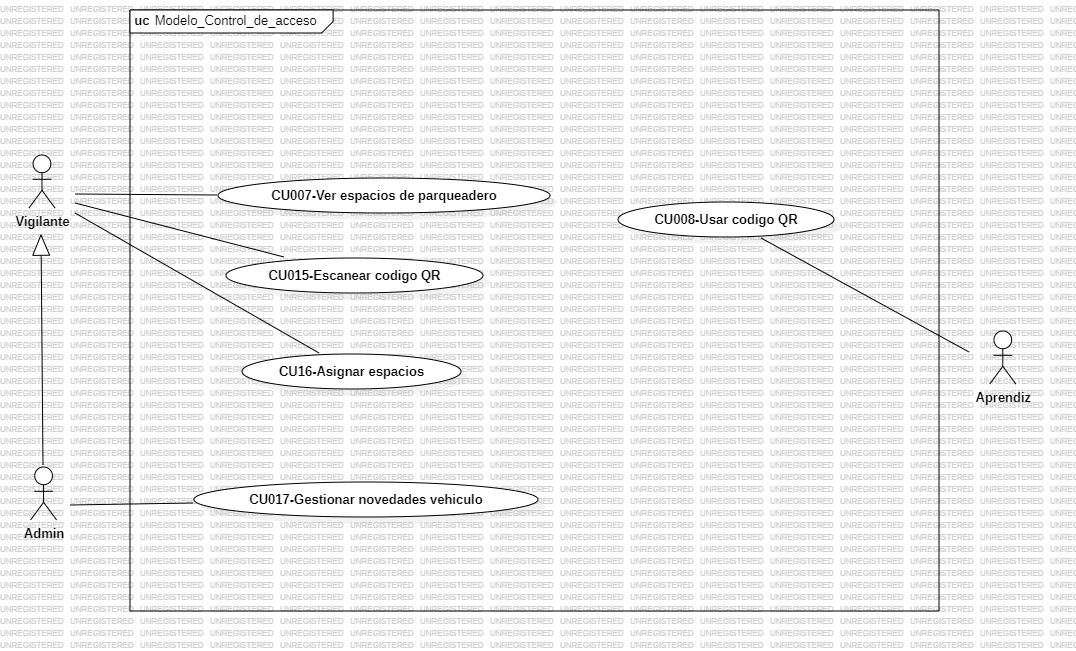 uc Modelo_Control_de_acceso
Vigilante
CU007-Ver espacios de parqueadero
CU008-Usar codigo QR
CU015-Escanear codigo QR
CU16-Asignar espacios
Aprendiz
CU017-Gestionar novedades vehiculo
Admin
UNREGISTERED